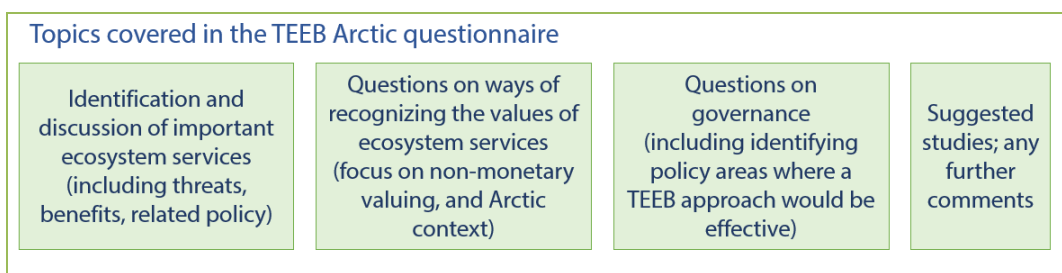 Topics covered in the TEEB Arctic questionnaire
Identification and
discussion of important
ecosystem services
(including threats,
benefits, related policy)
Questions on ways of
recognizing the values of
ecosystem services
(focus on non-monetary
valuing, and Arctic
context)
Questions on
governance
(including identifying
policy areas where a
TEEB approach would be
effective)
Suggested
studies; any
further
comments